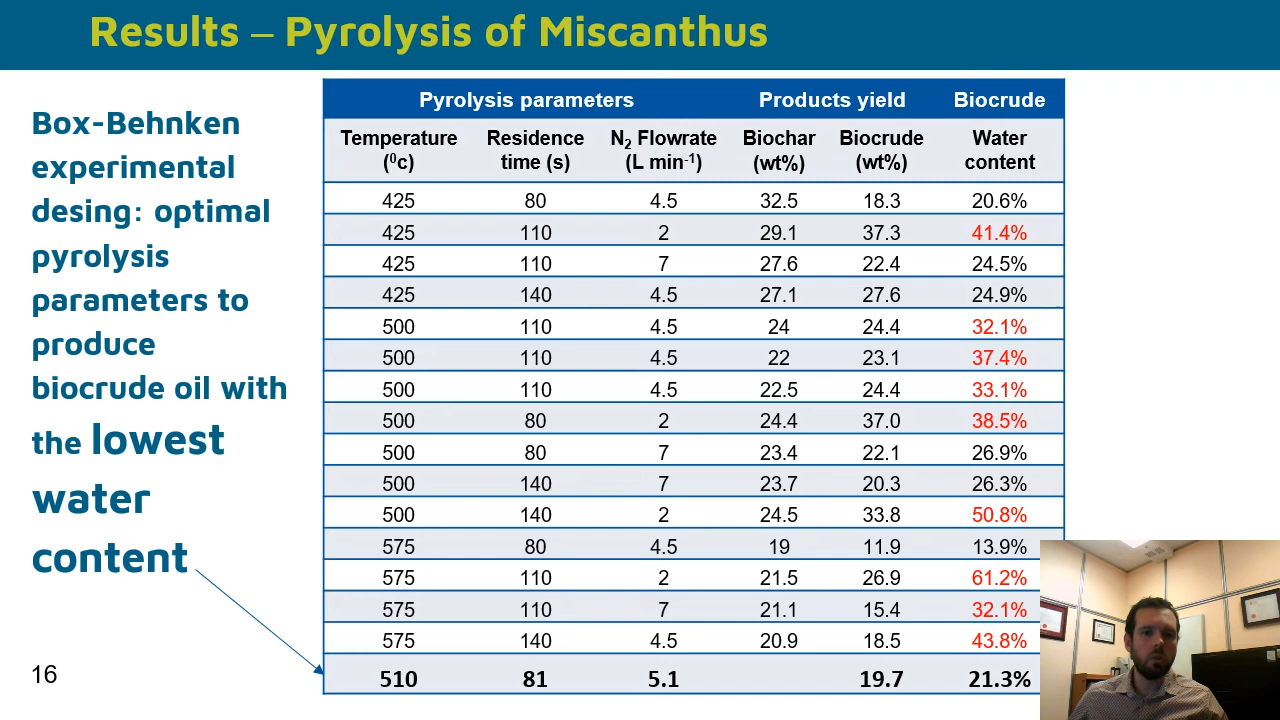 Results – Pyrolysis of Miscanthus
Box-Behnken
experimental
desing: optimal
pyrolysis
parameters to
produce
biocrude oil with
the lowest
water
content
Pyrolysis parameters Products yield Biocrude
Temperature (⁰c) Residence time (s) N₂ Flowrate (L min⁻¹) Biochar (wt%) Biocrude (wt%) Water content
425 80 4.5 32.5 18.3 20.6%
425 110 2 29.1 37.3 41.4%
425 110 7 27.6 22.4 24.5%
425 140 4.5 27.1 27.6 24.9%
500 110 4.5 24 24.4 32.1%
500 110 4.5 22 23.1 37.4%
500 110 4.5 22.5 24.4 33.1%
500 80 2 24.4 37.0 38.5%
500 80 7 23.4 22.1 26.9%
500 140 7 23.7 20.3 26.3%
500 140 2 24.5 33.8 50.8%
575 80 4.5 19 11.9 13.9%
575 110 2 21.5 26.9 61.2%
575 110 7 21.1 15.4 32.1%
575 140 4.5 20.9 18.5 43.8%
510 81 5.1 19.7 21.3%
16